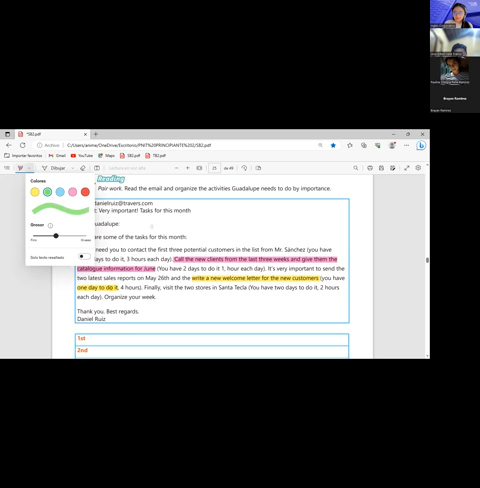 Brayan Ramirez
Brayan Ramirez
*SB2.pdf
Archivo
C:/Users/anime/OneDrive/Escritorio/PNIT%20PRINCIPIANTE%202/SB2.pdf
Importar favoritos
Gmail
YouTube
Maps
SB2.pdf
TB2.pdf
Dibujar
25
de 49
Colores
Grosor
Fino
Grueso
Solo texto resaltado
Reading
Pair work. Read the email and organize the activities Guadalupe needs to do by importance.
danielruiz@travers.com
: Very important! Tasks for this month
uadalupe:
are some of the tasks for this month:
need you to contact the first three potential customers in the list from Mr. Sánchez (you have
ays to do it, 3 hours each day). Call the new clients from the last three weeks and give them the
catalogue information for June (You have 2 days to do it 1, hour each day). It's very important to send the
two latest sales reports on May 26th and the write a new welcome letter for the new customers (you have
one day to do it, 4 hours). Finally, visit the two stores in Santa Tecla (You have two days to do it, 2 hours
each day). Organize your week.
Thank you. Best regards.
Daniel Ruiz
1st
2nd